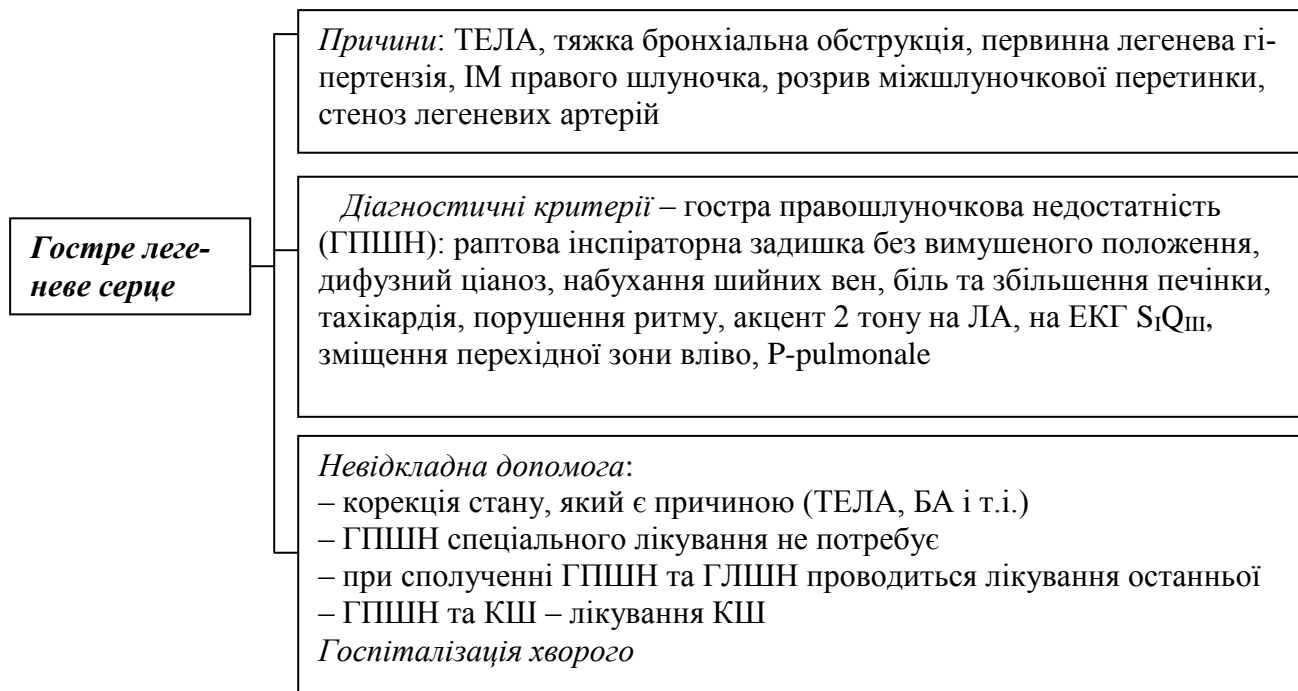 Гостре леге-
неве серце
Причини: ТЕЛА, тяжка бронхіальна обструкція, первинна легенева гі-
пертензія, ІМ правого шлуночка, розрив міжшлуночкової перетинки,
стеноз легеневих артерій
Діагностичні критерії – гостра правошлуночкова недостатність
(ГПШН): раптова інспіраторна задишка без вимушеного положення,
дифузний ціаноз, набухання шийних вен, біль та збільшення печінки,
тахікардія, порушення ритму, акцент 2 тону на ЛА, на ЕКГ SIQIII,
зміщення перехідної зони вліво, P-pulmonale
Невідкладна допомога:
– корекція стану, який є причиною (ТЕЛА, БА і т.і.)
– ГПШН спеціального лікування не потребує
– при сполученні ГПШН та ГЛШН проводиться лікування останньої
– ГПШН та КШ – лікування КШ
Госпіталізація хворого